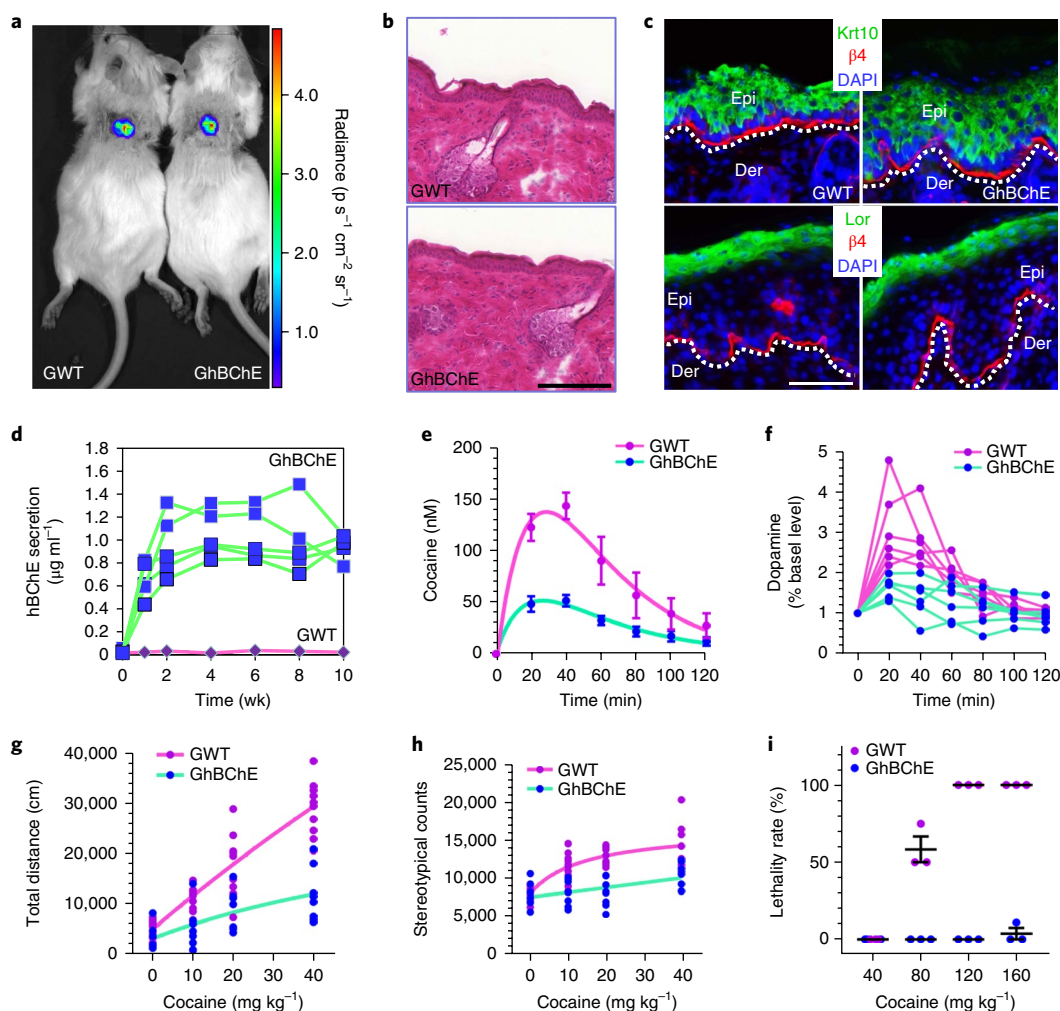 a
4.0
3.0
2.0
1.0
Radiance (p s⁻¹ cm⁻² sr⁻¹)
GWT
GhBChE
b
GWT
GhBChE
c
Krt10
β4
DAPI
Epi
Der
GWT
Epi
Der
GhBChE
Lor
β4
DAPI
Epi
Der
Epi
Der
d
hBChE secretion
(µg ml⁻¹)
1.8
1.6
1.4
1.2
1.0
0.8
0.6
0.4
0.2
0
GhBChE
GWT
0 2 4 6 8 10
Time (wk)
e
Cocaine (nM)
200
150
100
50
0
GWT
GhBChE
0 20 40 60 80 100 120
Time (min)
f
Dopamine
(% basel level)
5
4
3
2
1
0
GWT
GhBChE
0 20 40 60 80 100 120
Time (min)
g
Total distance (cm)
40,000
30,000
20,000
10,000
0
GWT
GhBChE
0 10 20 30 40
Cocaine (mg kg⁻¹)
h
Stereotypical counts
25,000
20,000
15,000
10,000
5,000
0
GWT
GhBChE
0 10 20 30 40
Cocaine (mg kg⁻¹)
i
Lethality rate (%)
100
50
0
GWT
GhBChE
40 80 120 160
Cocaine (mg kg⁻¹)